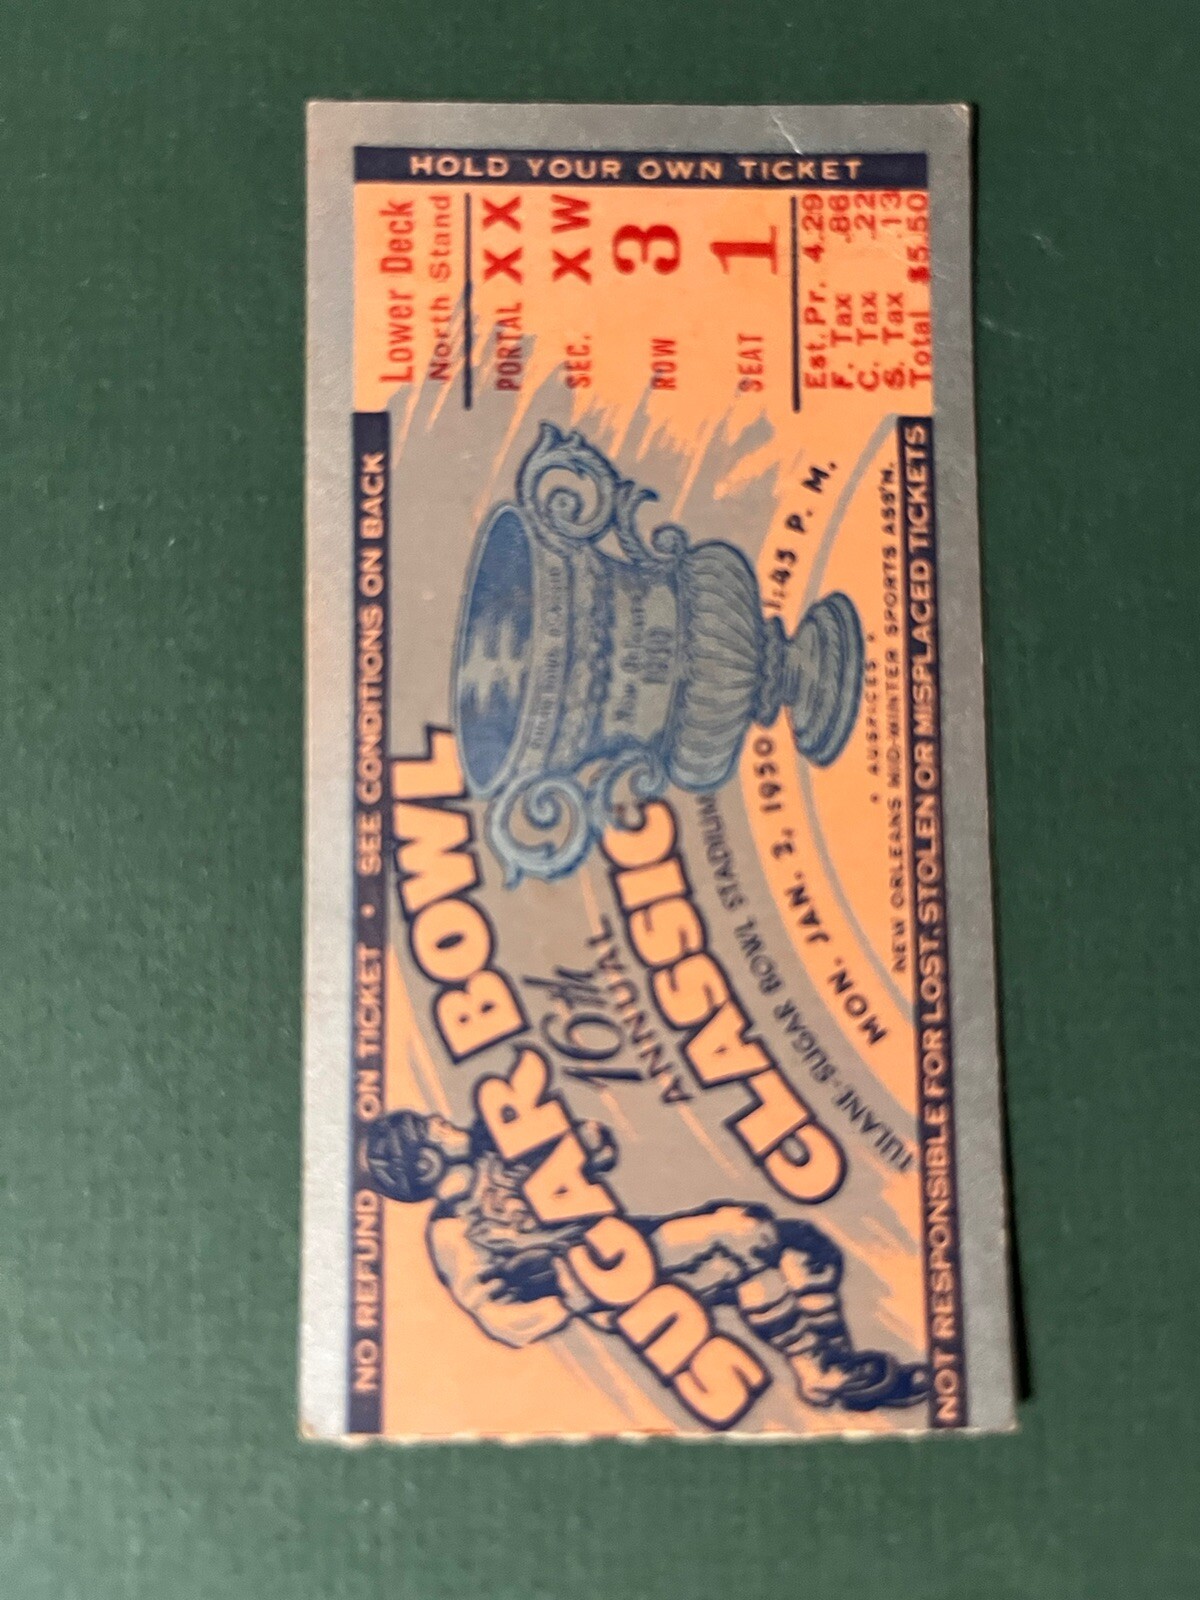 HOLD YOUR OWN TICKET
Lower Deck
North Stand
PORTAL XX
SEC. XW
ROW 3
SEAT 1
Est. Pr. 4.29
F. Tax .86
C. Tax .22
S. Tax .13
Total $5.50
NO REFUND — ON TICKET • SEE CONDITIONS ON BACK
SUGAR BOWL
16th
ANNUAL
CLASSIC
TULANE-SUGAR BOWL STADIUM
MON. JAN. 2, 1950 1:45 P. M.
• AUSPICES •
NEW ORLEANS MID-WINTER SPORTS ASS'N.
NOT RESPONSIBLE FOR LOST, STOLEN OR MISPLACED TICKETS